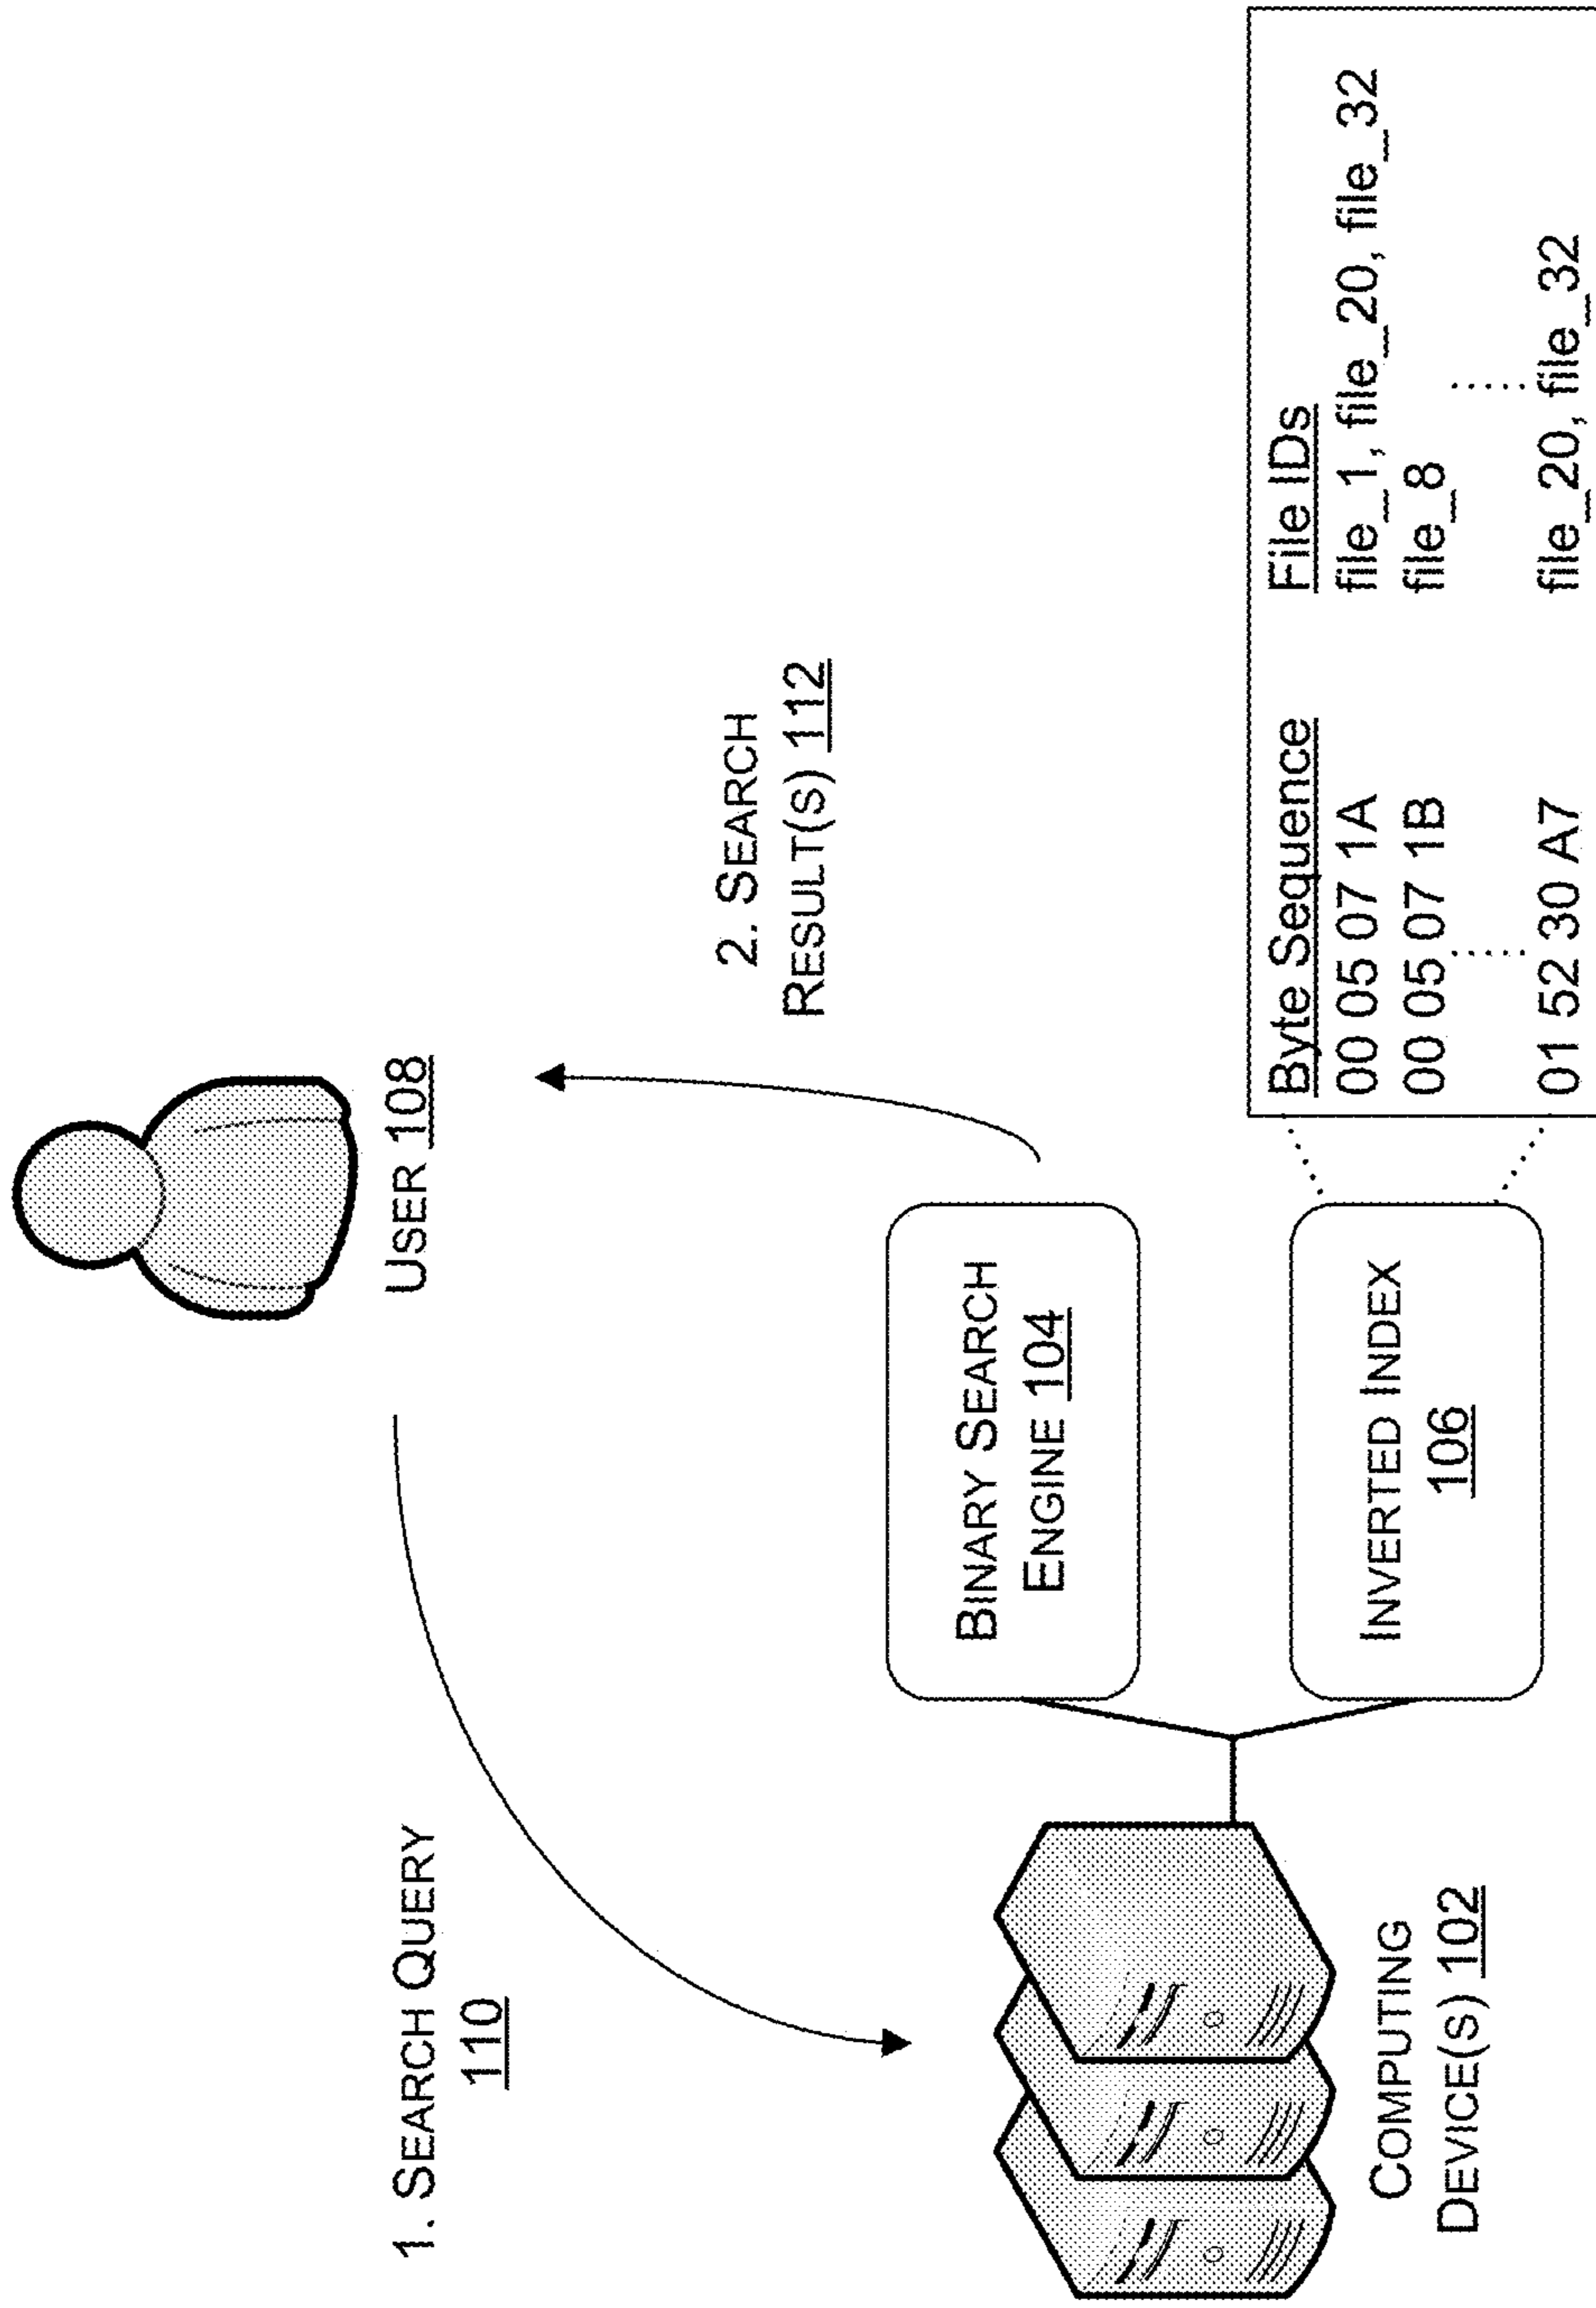 1. SEARCH QUERY
110
USER 108
2. SEARCH
RESULT(S) 112
BINARY SEARCH
ENGINE 104
COMPUTING
DEVICE(S) 102
INVERTED INDEX
106
Byte Sequence File IDs
00 05 07 1A file_1, file_20, file_32
00 05 07 1B file_8
01 52 30 A7 file_20, file_32